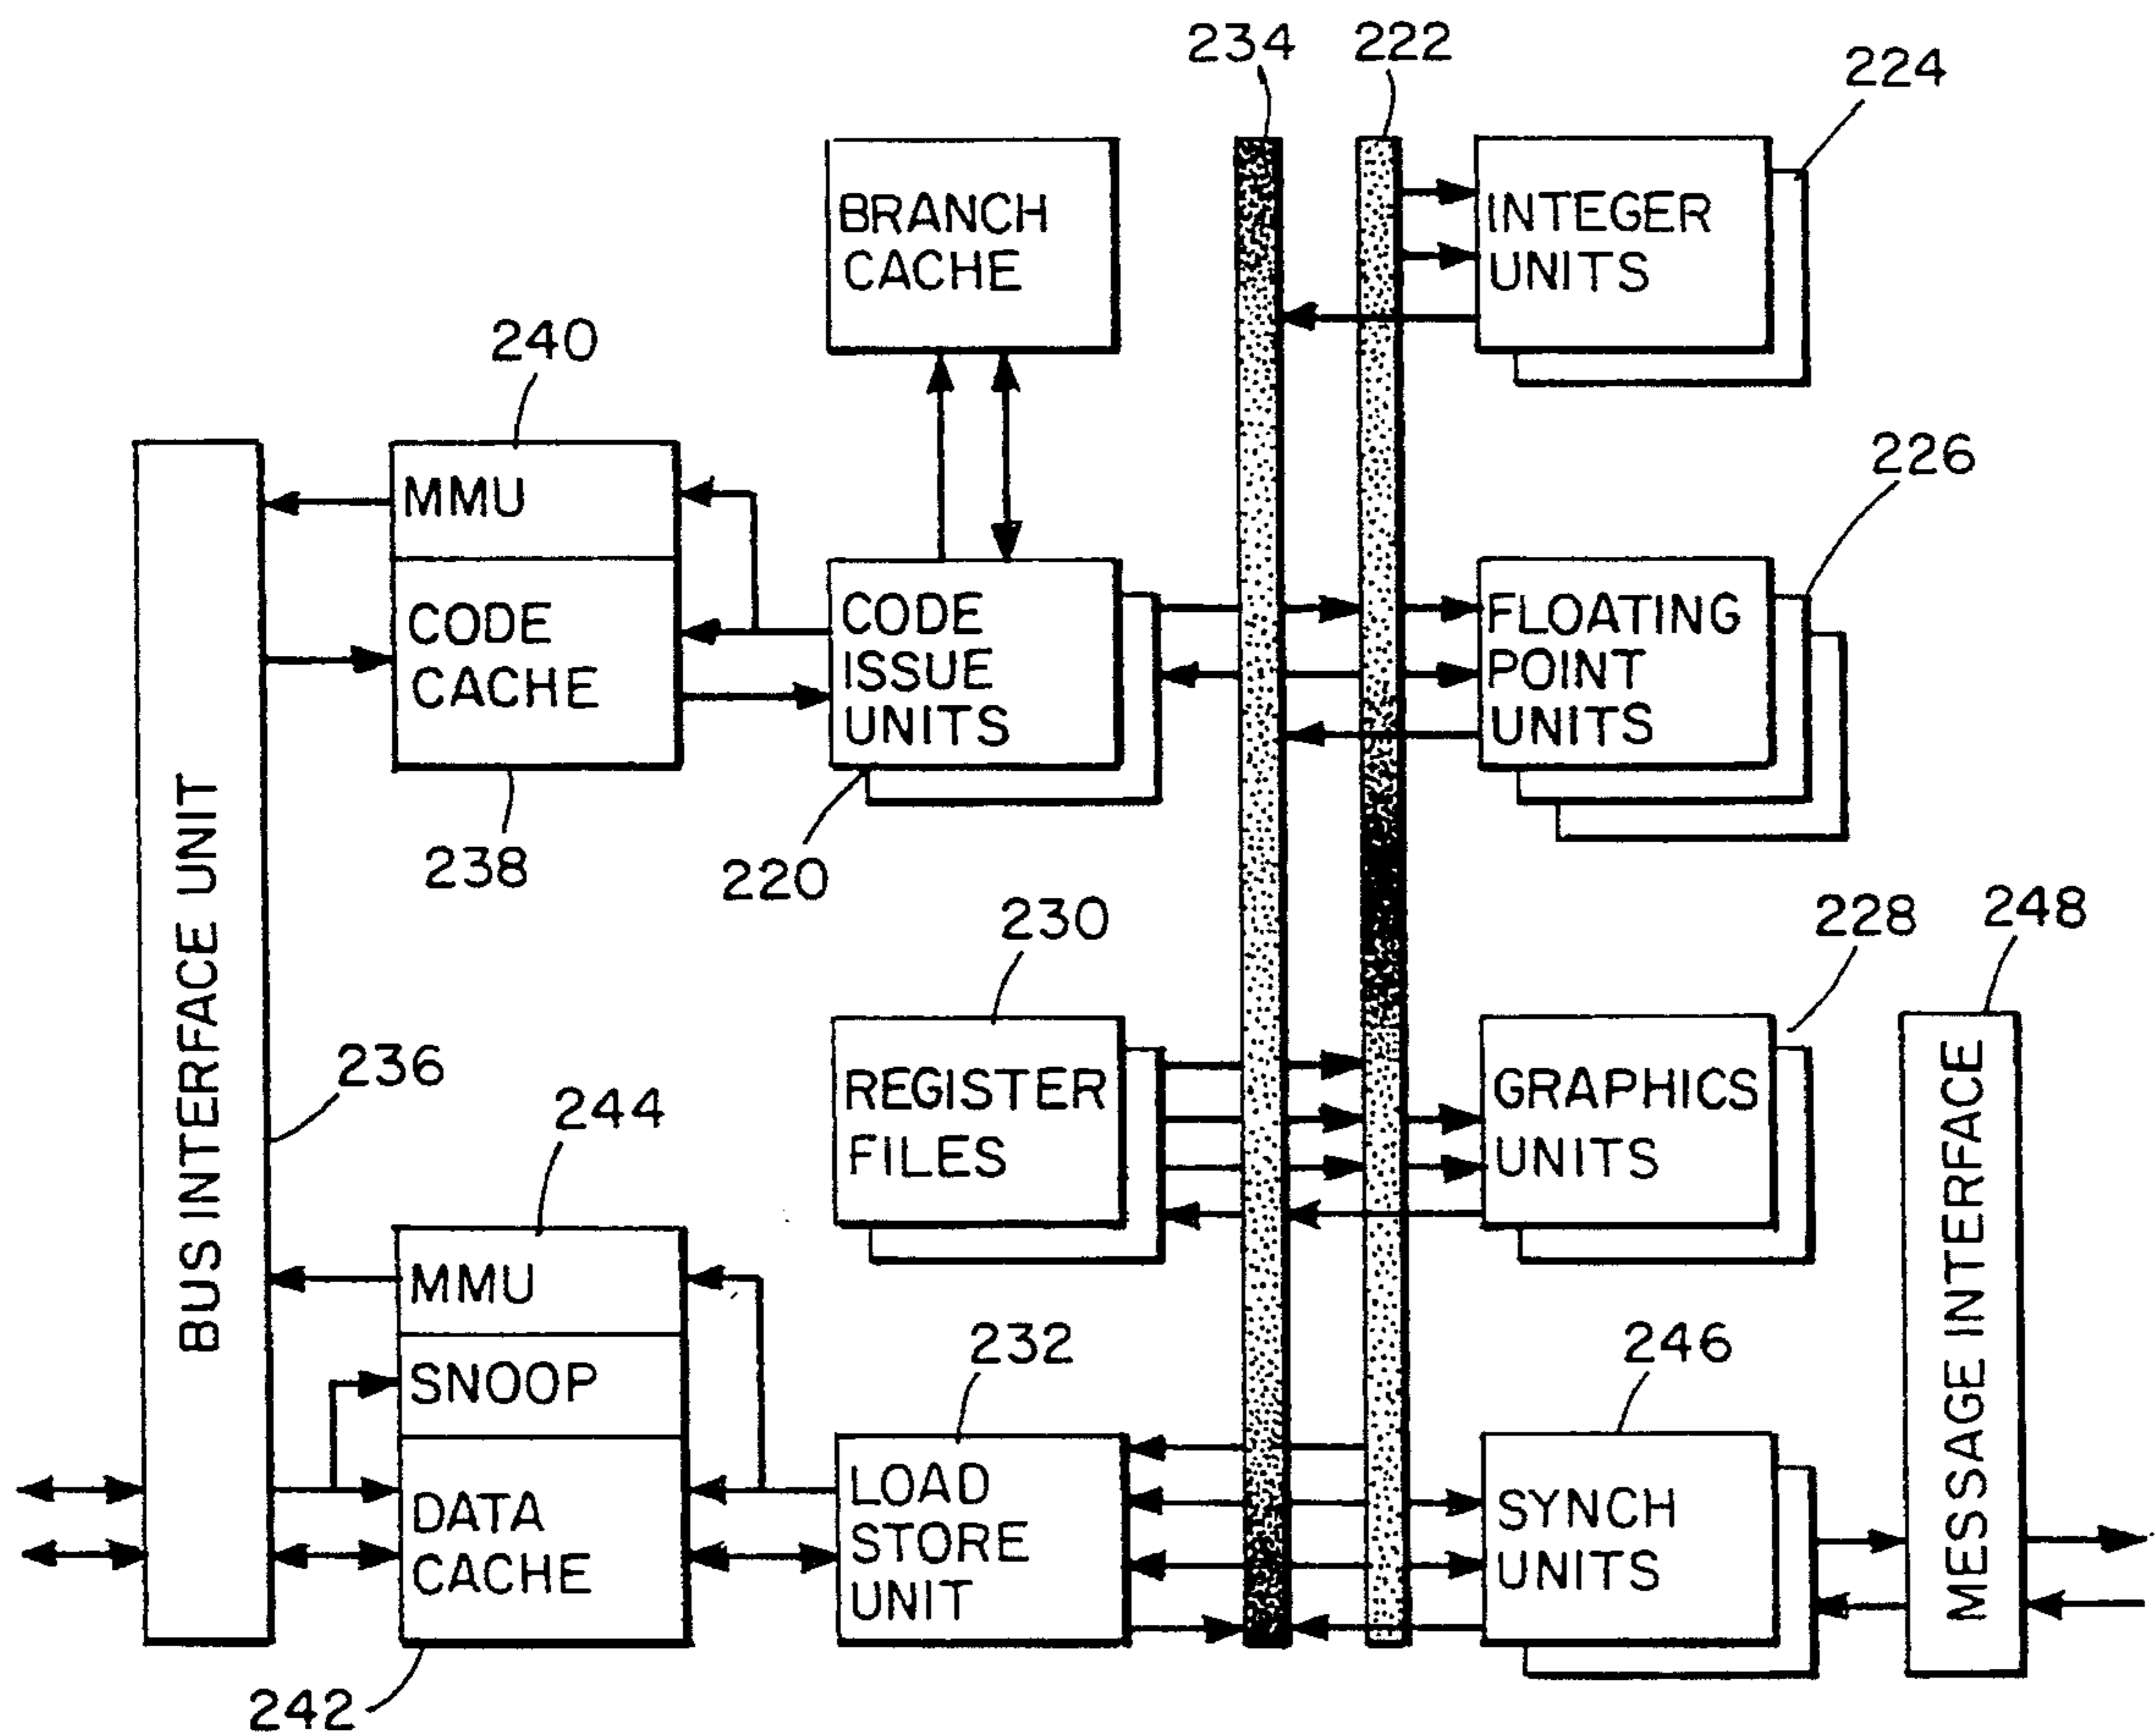 234
222
224
BRANCH
CACHE
INTEGER
UNITS
240
226
MMU
CODE
CACHE
CODE
ISSUE
UNITS
FLOATING
POINT
UNITS
238
220
230
228
248
BUS INTERFACE UNIT
236
244
REGISTER
FILES
GRAPHICS
UNITS
MESSAGE INTERFACE
MMU
SNOOP
DATA
CACHE
232
246
LOAD
STORE
UNIT
SYNCH
UNITS
242